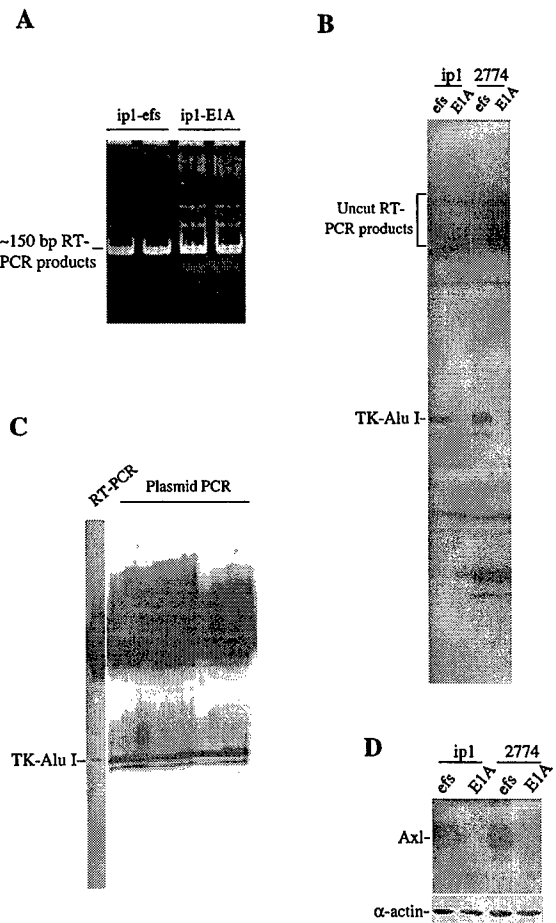 A
ip1-efs ip1-E1A
~150 bp RT-
PCR products
B
ip1 2774
efs E1A efs E1A
Uncut RT-
PCR products
TK-Alu I-
C
RT-PCR
Plasmid PCR
TK-Alu I-
D
ip1 2774
efs E1A efs E1A
Axl-
α-actin-